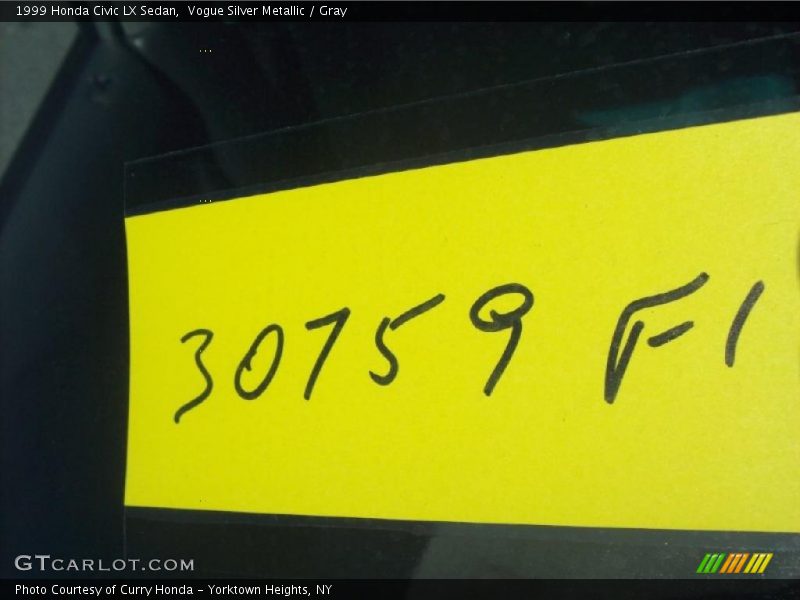 1999 Honda Civic LX Sedan,  Vogue Silver Metallic / Gray
30759 F1
GTCARLOT.COM
Photo Courtesy of Curry Honda - Yorktown Heights, NY